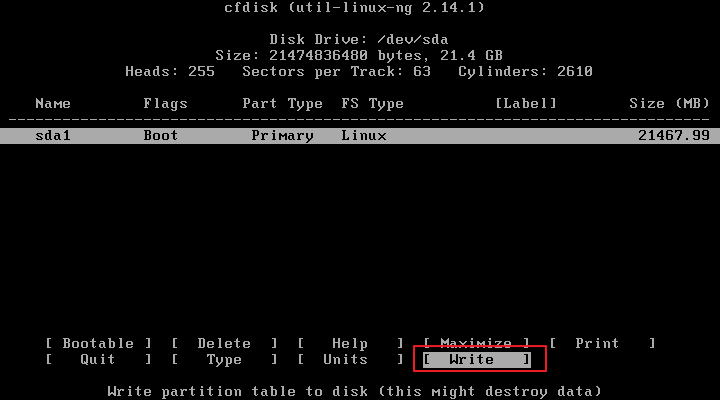 cfdisk (util-linux-ng 2.14.1)
Disk Drive: /dev/sda
Size: 21474836480 bytes, 21.4 GB
Heads: 255   Sectors per Track: 63   Cylinders: 2610
Name   Flags   Part Type   FS Type   [Label]   Size (MB)
sda1   Boot   Primary   Linux   21467.99
[ Bootable ]   [ Delete ]   [ Help ]   [ Maximize ]   [ Print ]
[ Quit ]   [ Type ]   [ Units ]   [ Write ]
Write partition table to disk (this might destroy data)